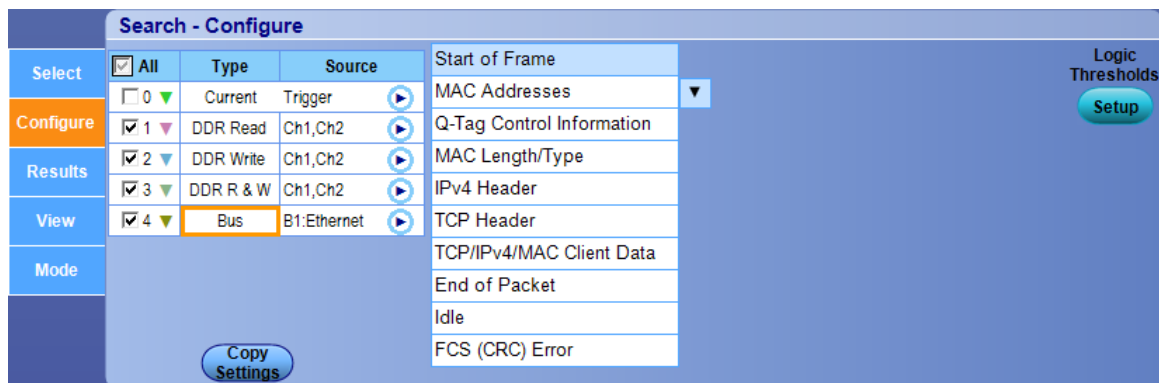 Search - Configure
Select
Configure
Results
View
Mode
All Type Source
0 Current Trigger
1 DDR Read Ch1,Ch2
2 DDR Write Ch1,Ch2
3 DDR R & W Ch1,Ch2
4 Bus B1:Ethernet
Copy
Settings
Start of Frame
MAC Addresses
Q-Tag Control Information
MAC Length/Type
IPv4 Header
TCP Header
TCP/IPv4/MAC Client Data
End of Packet
Idle
FCS (CRC) Error
Logic
Thresholds
Setup